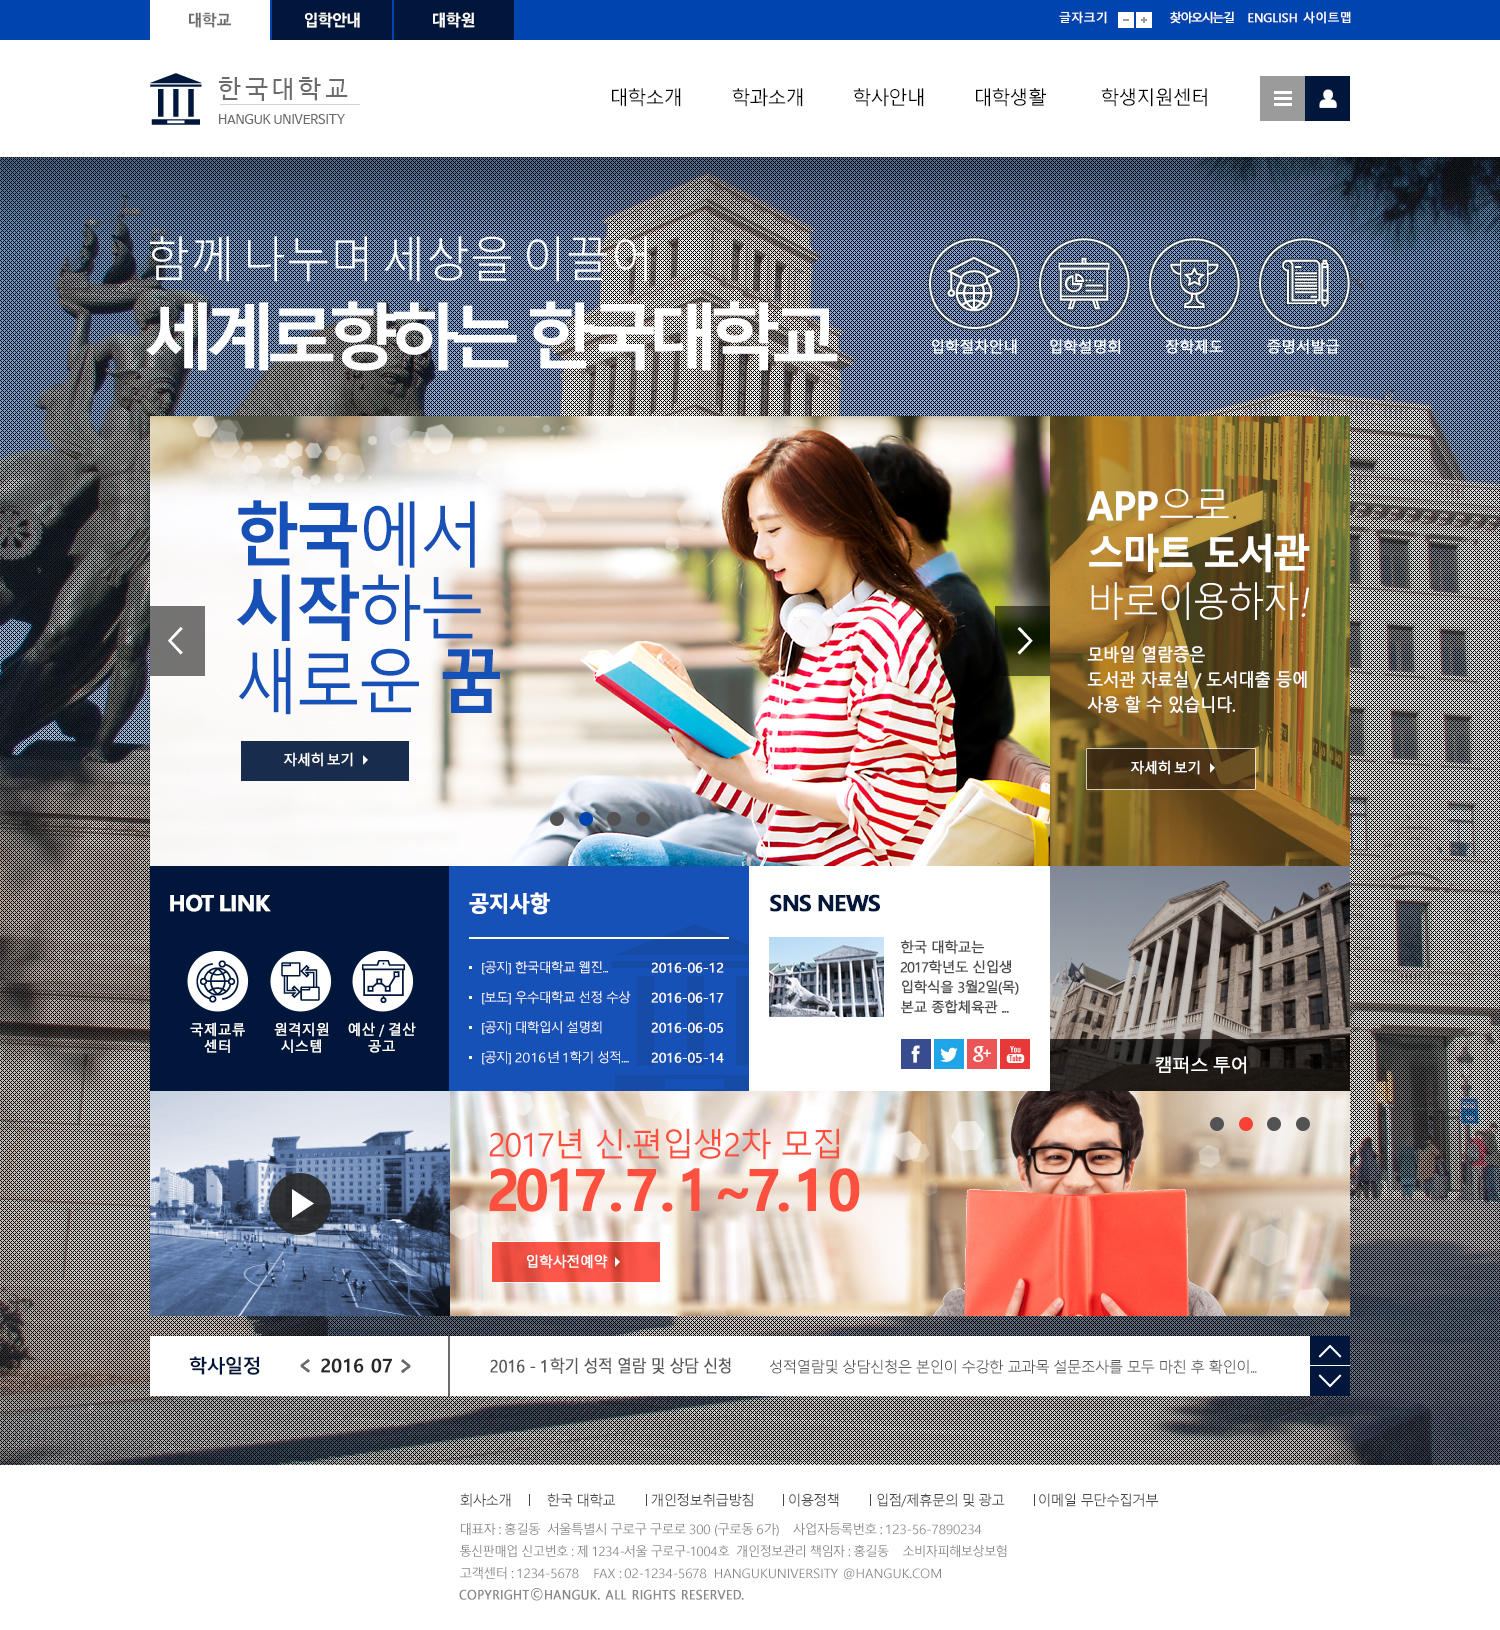 대학교
입학안내
대학원
글자크기
찾아오시는길
ENGLISH
사이트맵
한국대학교
HANGUK UNIVERSITY
대학소개
학과소개
학사안내
대학생활
학생지원센터
함께 나누며 세상을 이끌어
세계로향하는 한국대학교
입학절차안내
입학설명회
장학제도
증명서발급
한국에서
시작하는
새로운 꿈
자세히 보기
APP으로
스마트 도서관
바로이용하자!
모바일 열람증은
도서관 자료실 / 도서대출 등에
사용 할 수 있습니다.
자세히 보기
HOT LINK
국제교류
센터
원격지원
시스템
예산 / 결산
공고
공지사항
[공지] 한국대학교 웹진... 2016-06-12
[보도] 우수대학교 선정 수상 2016-06-17
[공지] 대학입시 설명회 2016-06-05
[공지] 2016년 1학기 성적.... 2016-05-14
SNS NEWS
한국 대학교는
2017학년도 신입생
입학식을 3월2일(목)
본교 종합체육관 ...
f
g+
You Tube
캠퍼스 투어
2017년 신·편입생2차 모집
2017.7.1~7.10
입학사전예약
학사일정
< 2016 07 >
2016 - 1학기 성적 열람 및 상담 신청
성적열람및 상담신청은 본인이 수강한 교과목 설문조사를 모두 마친 후 확인이...
회사소개 | 한국 대학교 | 개인정보취급방침 | 이용정책 | 입점/제휴문의 및 광고 | 이메일 무단수집거부
대표자 : 홍길동 서울특별시 구로구 구로로 300 (구로동 6가) 사업자등록번호 : 123-56-7890234
통신판매업 신고번호 : 제 1234-서울 구로구-1004호 개인정보관리 책임자 : 홍길동 소비자피해보상보험
고객센터 : 1234-5678 FAX : 02-1234-5678 HANGUKUNIVERSITY @HANGUK.COM
COPYRIGHTⓒHANGUK. ALL RIGHTS RESERVED.